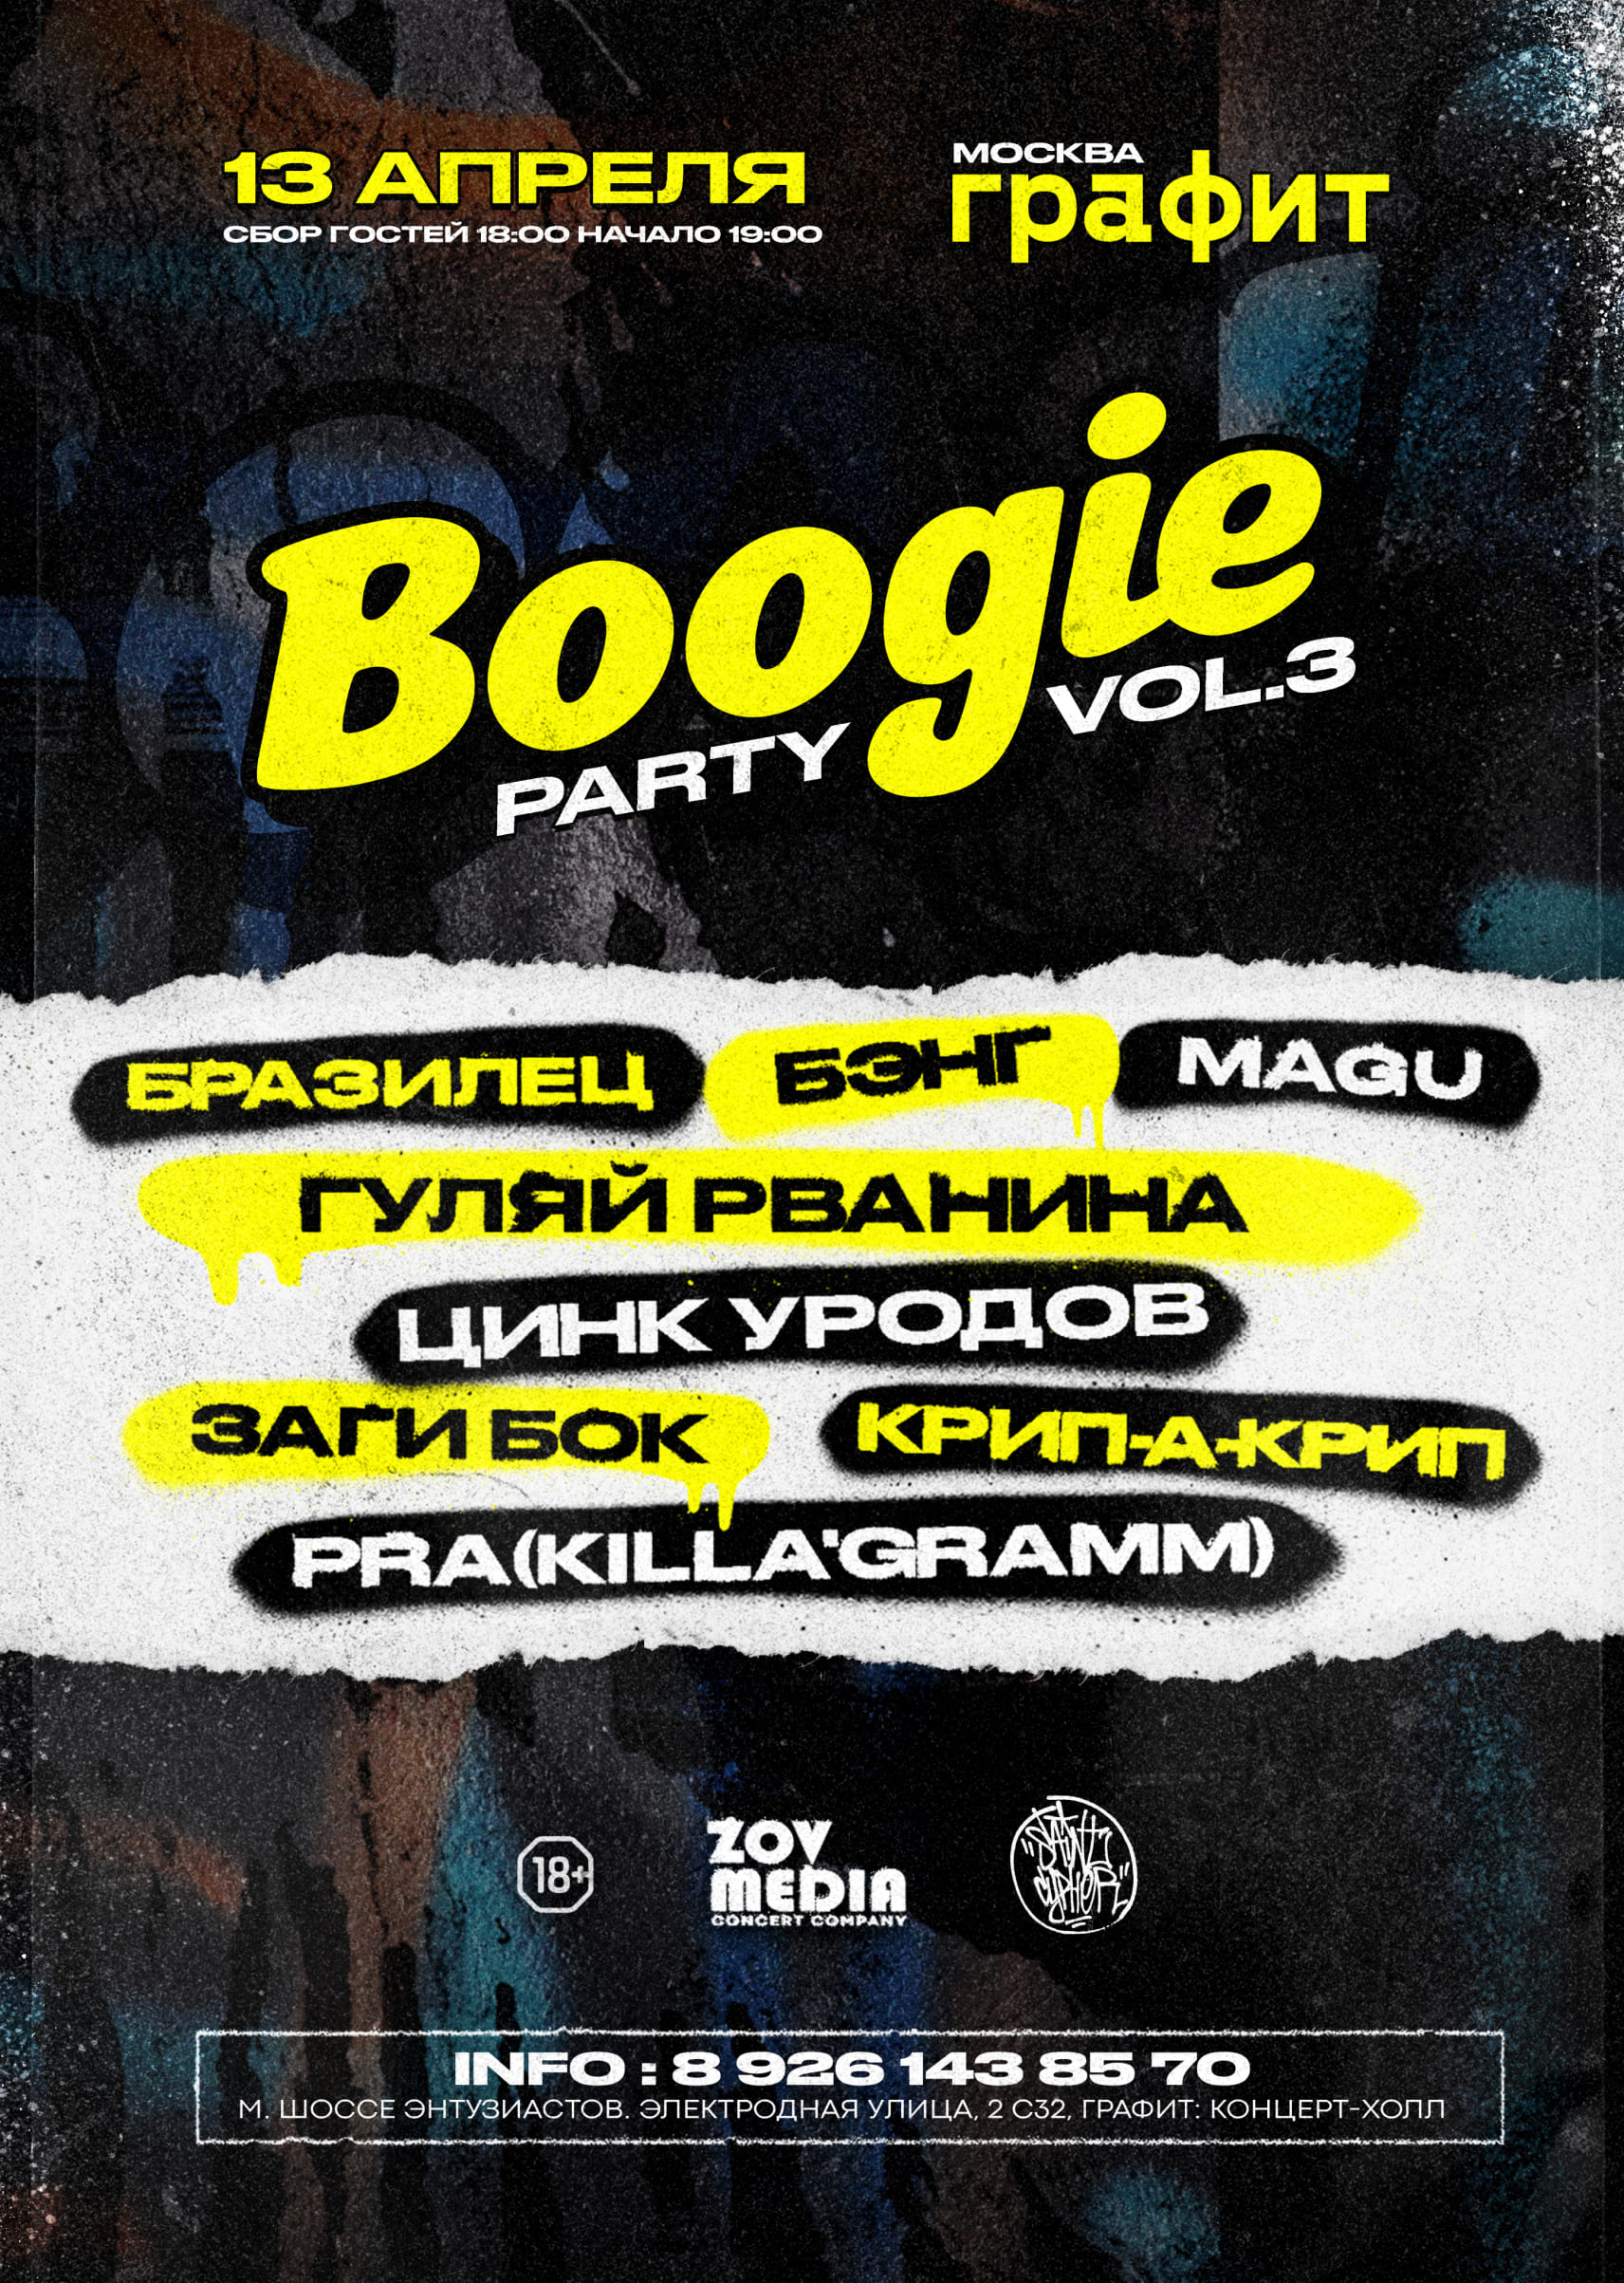 13 АПРЕЛЯ
СБОР ГОСТЕЙ 18:00 НАЧАЛО 19:00
МОСКВА
графит
Boogie
PARTY VOL.3
БРАЗИЛЕЦ БЭНГ MAGU
ГУЛЯЙ РВАНИНА
ЦИНК УРОДОВ
ЗАГИ БОК КРИП-А-КРИП
PRA(KILLA'GRAMM)
18+
ZOV
MEDIA
CONCERT COMPANY
"SAINTS
CYPHER"
INFO : 8 926 143 85 70
М. ШОССЕ ЭНТУЗИАСТОВ. ЭЛЕКТРОДНАЯ УЛИЦА, 2 С32, ГРАФИТ: КОНЦЕРТ-ХОЛЛ